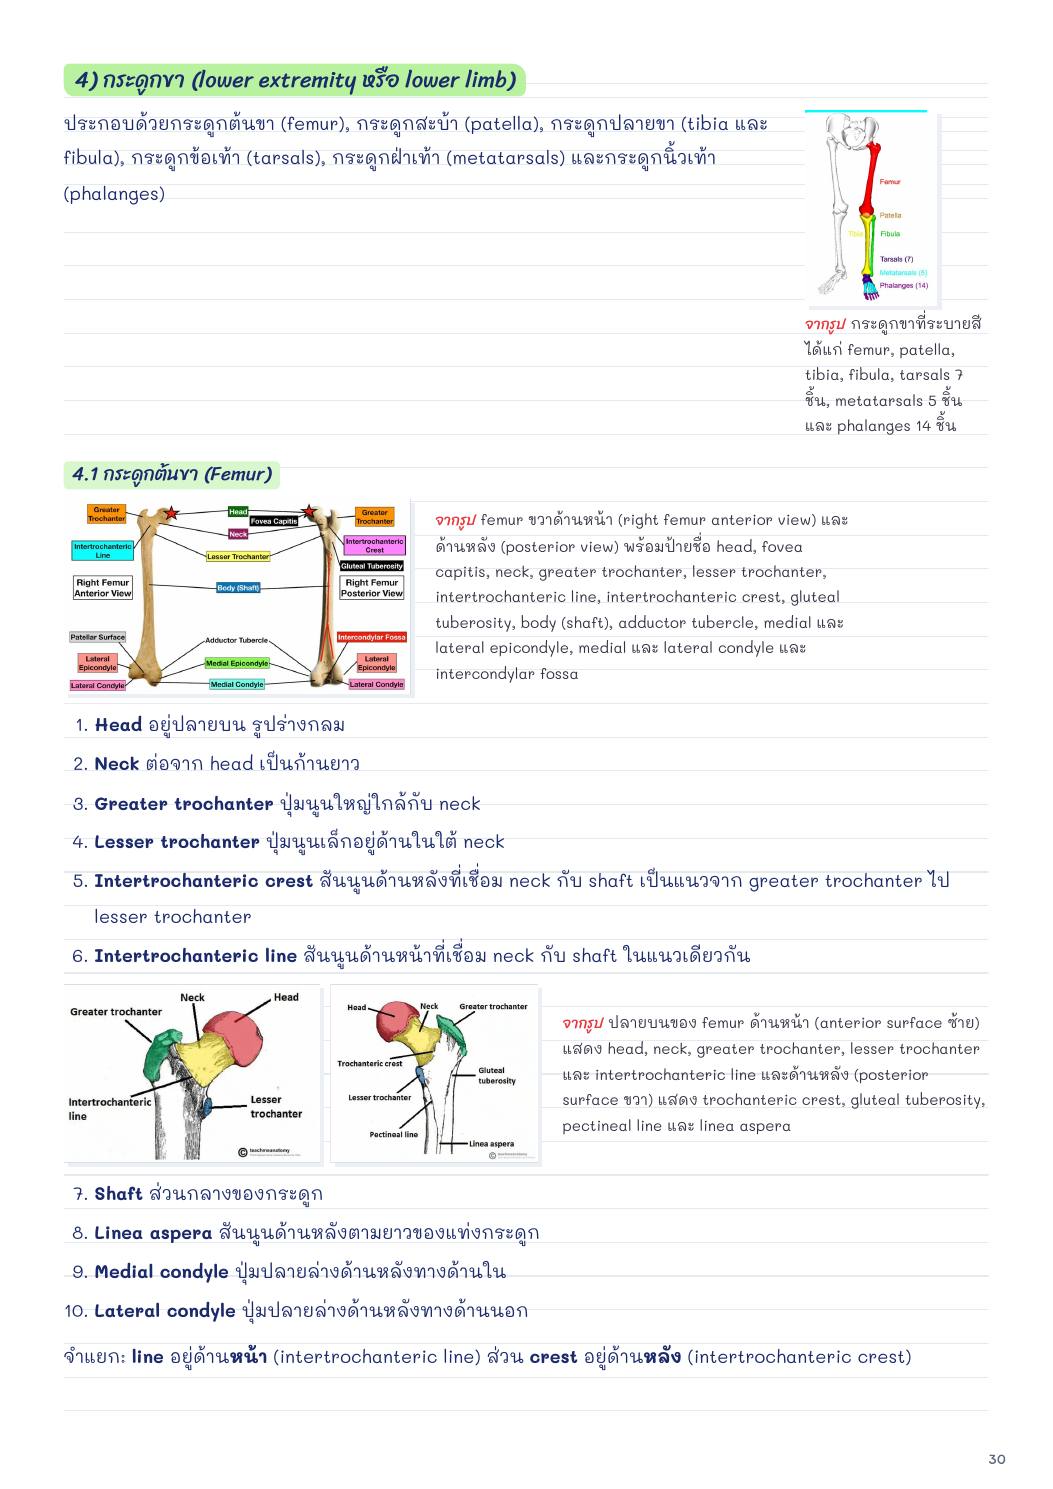 4) กระดูกขา (lower extremity หรือ lower limb)
ประกอบด้วยกระดูกต้นขา (femur), กระดูกสะบ้า (patella), กระดูกปลายขา (tibia และ
fibula), กระดูกข้อเท้า (tarsals), กระดูกฝ่าเท้า (metatarsals) และกระดูกนิ้วเท้า
(phalanges)
Femur
Patella
Tibia Fibula
Tarsals (7)
Metatarsals (5)
Phalanges (14)
จากรูป กระดูกขาที่ระบายสี
ได้แก่ femur, patella,
tibia, fibula, tarsals 7
ชิ้น, metatarsals 5 ชิ้น
และ phalanges 14 ชิ้น
4.1 กระดูกต้นขา (Femur)
Greater Trochanter
Head
Fovea Capitis
Greater Trochanter
Neck
Intertrochanteric Line
Intertrochanteric Crest
Lesser Trochanter
Gluteal Tuberosity
Right Femur Anterior View
Body (Shaft)
Right Femur Posterior View
Patellar Surface
Adductor Tubercle
Intercondylar Fossa
Lateral Epicondyle
Medial Epicondyle
Lateral Epicondyle
Lateral Condyle
Medial Condyle
Lateral Condyle
จากรูป femur ขวาด้านหน้า (right femur anterior view) และ
ด้านหลัง (posterior view) พร้อมป้ายชื่อ head, fovea
capitis, neck, greater trochanter, lesser trochanter,
intertrochanteric line, intertrochanteric crest, gluteal
tuberosity, body (shaft), adductor tubercle, medial และ
lateral epicondyle, medial และ lateral condyle และ
intercondylar fossa
1. Head อยู่ปลายบน รูปร่างกลม
2. Neck ต่อจาก head เป็นก้านยาว
3. Greater trochanter ปุ่มนูนใหญ่ใกล้กับ neck
4. Lesser trochanter ปุ่มนูนเล็กอยู่ด้านในใต้ neck
5. Intertrochanteric crest สันนูนด้านหลังที่เชื่อม neck กับ shaft เป็นแนวจาก greater trochanter ไป
lesser trochanter
6. Intertrochanteric line สันนูนด้านหน้าที่เชื่อม neck กับ shaft ในแนวเดียวกัน
Neck
Head
Greater trochanter
Intertrochanteric line
Lesser trochanter
teachmeanatomy
Head
Neck
Greater trochanter
Trochanteric crest
Gluteal tuberosity
Lesser trochanter
Pectineal line
Linea aspera
teachmeanatomy
จากรูป ปลายบนของ femur ด้านหน้า (anterior surface ซ้าย)
แสดง head, neck, greater trochanter, lesser trochanter
และ intertrochanteric line และด้านหลัง (posterior
surface ขวา) แสดง trochanteric crest, gluteal tuberosity,
pectineal line และ linea aspera
7. Shaft ส่วนกลางของกระดูก
8. Linea aspera สันนูนด้านหลังตามยาวของแท่งกระดูก
9. Medial condyle ปุ่มปลายล่างด้านหลังทางด้านใน
10. Lateral condyle ปุ่มปลายล่างด้านหลังทางด้านนอก
จำแยก: line อยู่ด้านหน้า (intertrochanteric line) ส่วน crest อยู่ด้านหลัง (intertrochanteric crest)
30